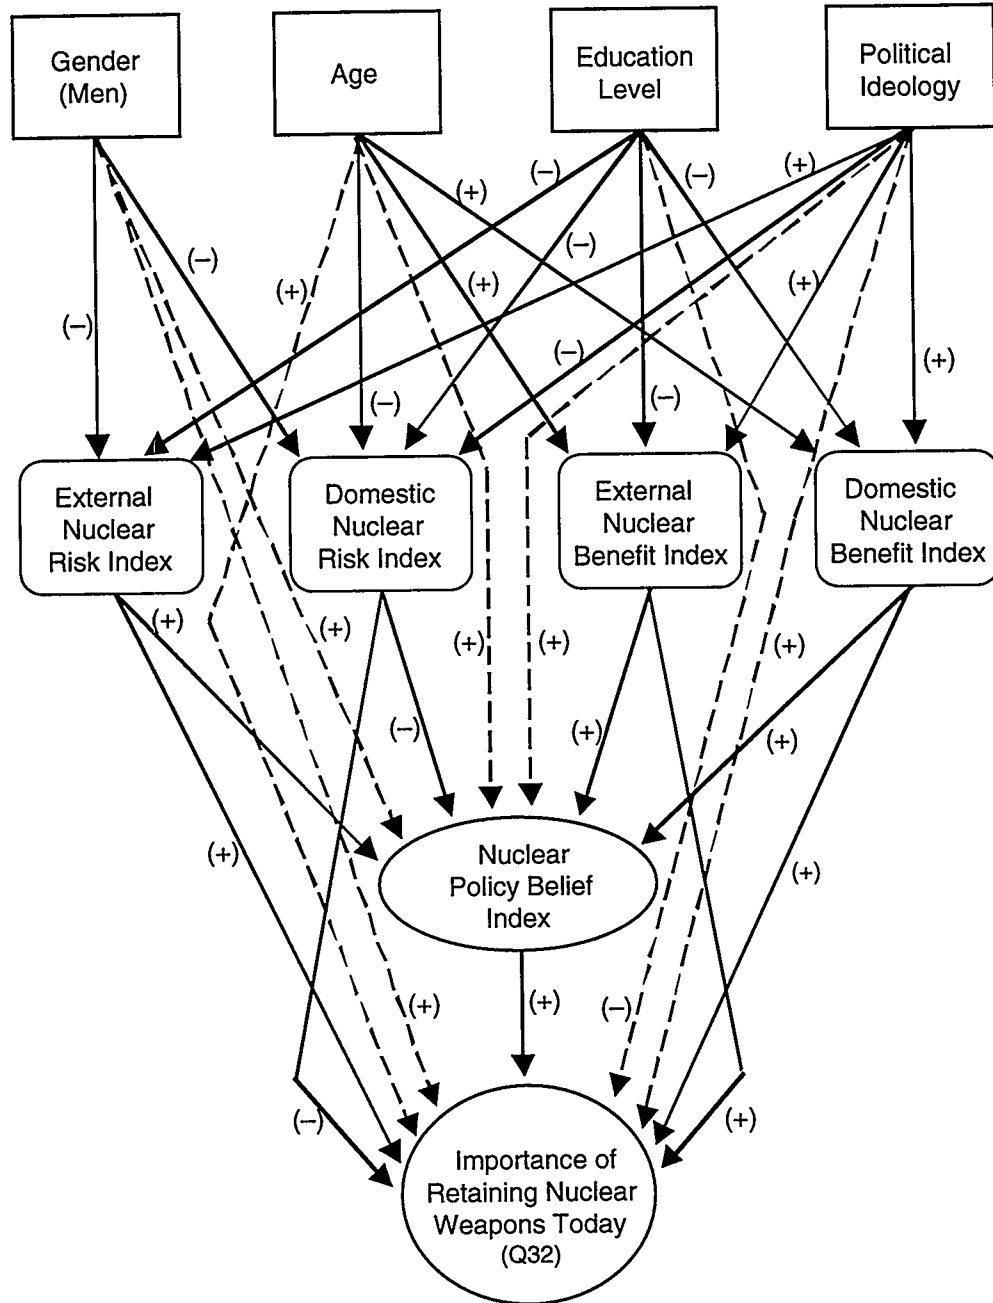 Gender
(Men)
Age
Education
Level
Political
Ideology
(–)
(+)
(–)
(+)
(–)
(–)
(+)
(+)
(+)
(–)
(–)
(–)
(–)
(+)
External
Nuclear
Risk Index
Domestic
Nuclear
Risk Index
External
Nuclear
Benefit Index
Domestic
Nuclear
Benefit Index
(+)
(+)
(+)
(+)
(+)
(–)
(+)
(+)
(+)
(+)
Nuclear
Policy Belief
Index
(+)
(+)
(–)
(–)
(+)
Importance of
Retaining Nuclear
Weapons Today
(Q32)